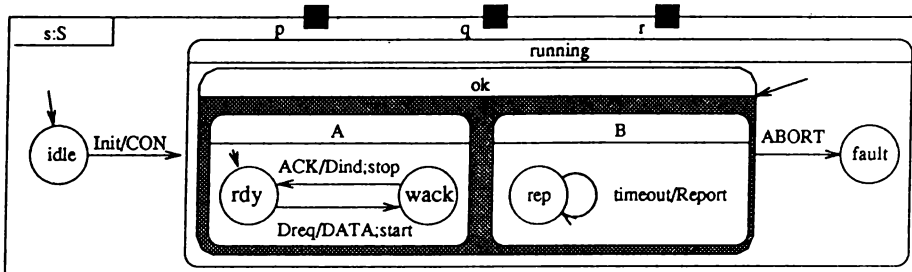 p q r
s:S
running
ok
A B
Init/CON
ABORT
idle
fault
ACK/Dind;stop
rdy wack
rep timeout/Report
Dreq/DATA;start